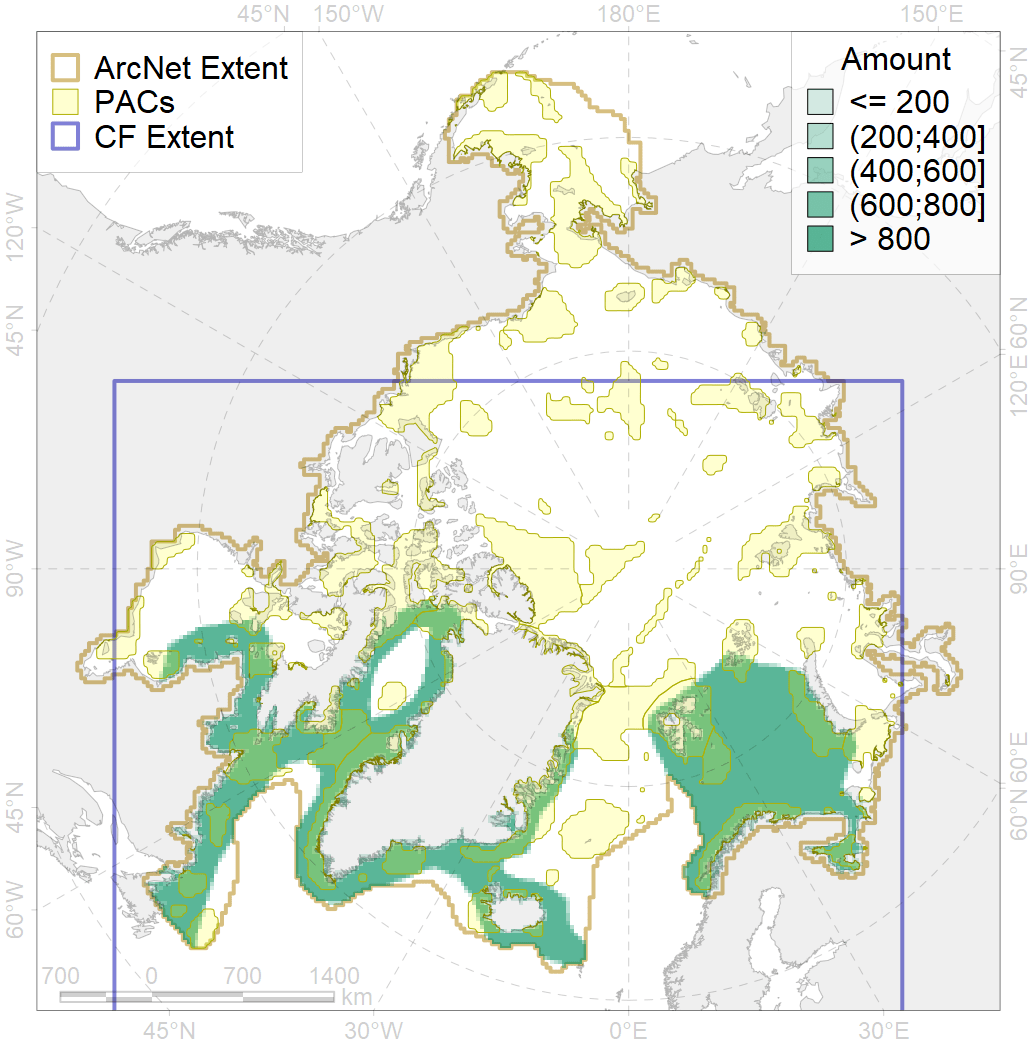 45°N 150°W 180°E 150°E
ArcNet Extent
PACs
CF Extent
Amount
<= 200
(200;400]
(400;600]
(600;800]
> 800
45°N
120°W
45°N
90°W
45°N
60°W
60°N
120°E
90°E
60°E
60°N
700 0 700 1400
km
45°N 30°W 0°E 30°E